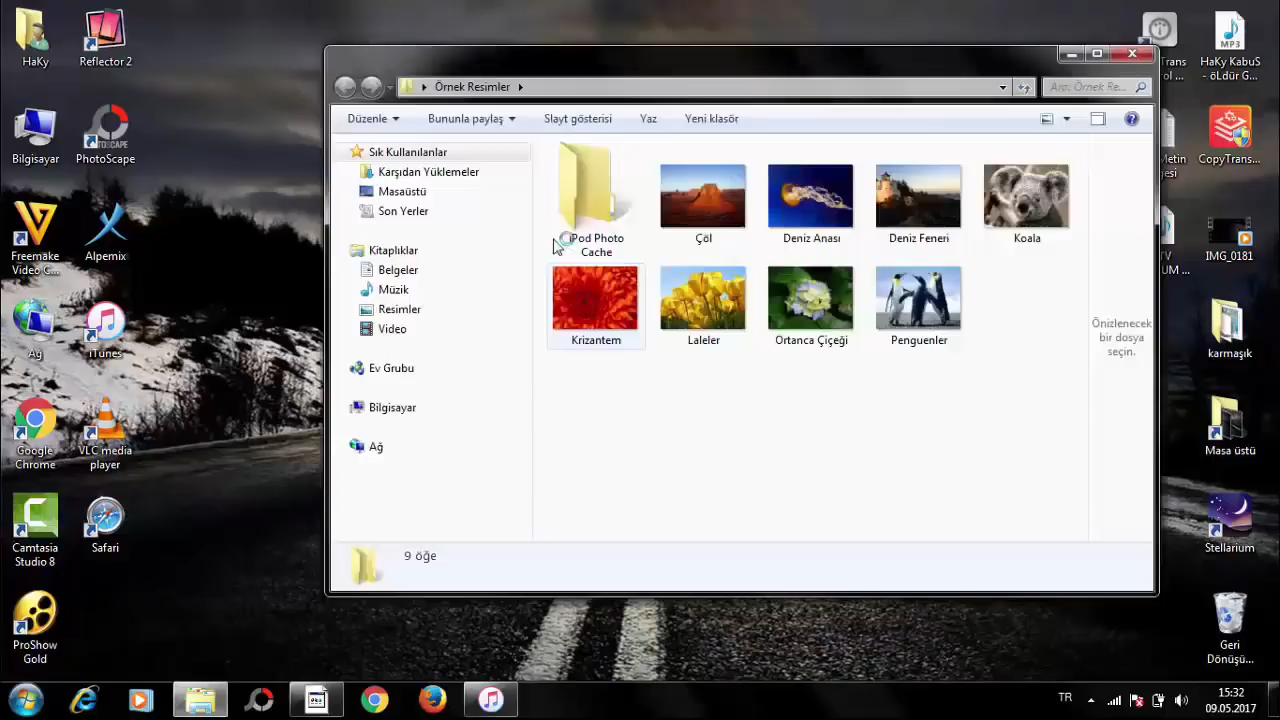 HaKy
Reflector 2
Bilgisayar
PhotoScape
Freemake
Video G...
Alpemix
Ağ
iTunes
Google
Chrome
VLC media
player
Camtasia
Studio 8
Safari
ProShow
Gold
Örnek Resimler
Ara: Örnek Re...
Düzenle
Bununla paylaş
Slayt gösterisi
Yaz
Yeni klasör
Sık Kullanılanlar
Karşıdan Yüklemeler
Masaüstü
Son Yerler
Kitaplıklar
Belgeler
Müzik
Resimler
Video
Ev Grubu
Bilgisayar
Ağ
iPod Photo
Cache
Çöl
Deniz Anası
Deniz Feneri
Koala
Krizantem
Laleler
Ortanca Çiçeği
Penguenler
Önizlenecek
bir dosya
seçin.
9 öğe
MP3
HaKy KabuS
- öLdür G...
CopyTrans...
IMG_0181
karmaşık
Masa üstü
Stellarium
Geri
Dönüşü...
TR
15:32
09.05.2017